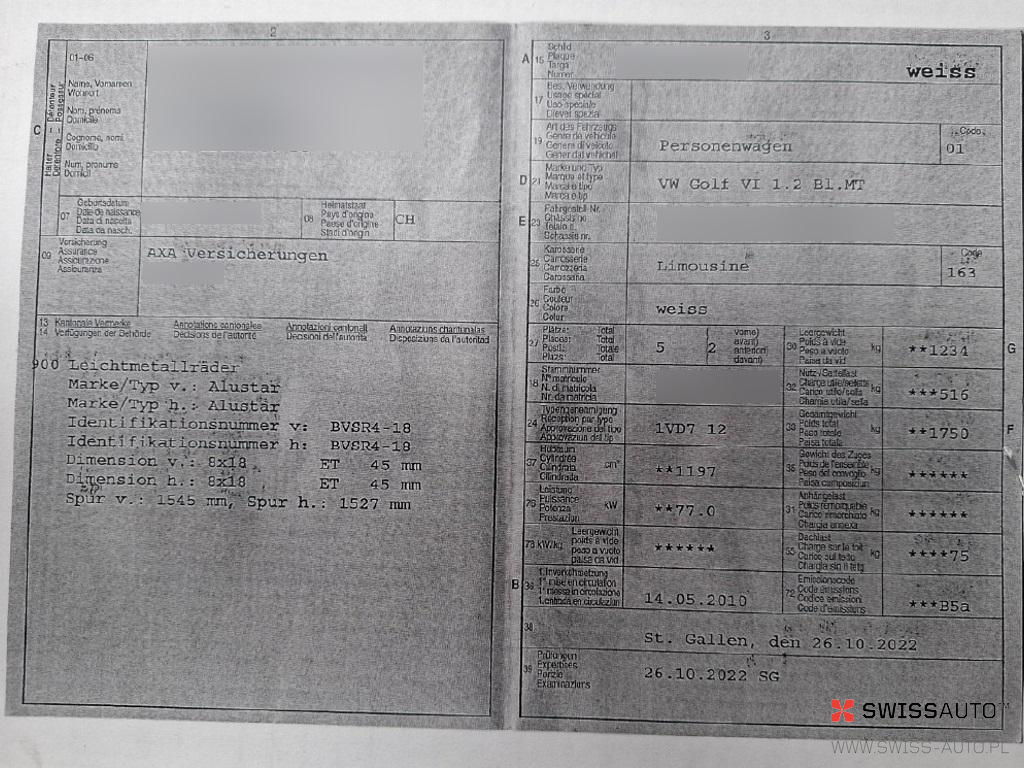 2
01-06
Name, Vornamen
Wohnort
Nom, prénoms
Domicile
Cognome, nomi
Domicilio
Num, pronums
Domicil
C
07
Geburtsdatum
Date de naissance
Data di nascita
Data da nasch.
08
Heimatstaat
Pays d'origine
Paese d'origine
Stadi d'origin
CH
09
Versicherung
Assurance
Assicurazione
Assicuranza
AXA Versicherungen
13 Kantonale Vermerke Annotations cantonales Annotazioni cantonali Annotaziuns chantunalas
14 Verfügungen der Behörde Décisions de l'autorité Decisioni dell'autorità Disposiziuns da l'autoritad
900 Leichtmetallräder
Marke/Typ v.: Alustar
Marke/Typ h.: Alustar
Identifikationsnummer v: BVSR4-18
Identifikationsnummer h: BVSR4-18
Dimension v.: 8x18 ET 45 mm
Dimension h.: 8x18 ET 45 mm
Spur v.: 1545 mm, Spur h.: 1527 mm
3
A 15
Schild
Plaque
Targa
Numer
weiss
17
Bes. Verwendung
Usage spécial
Uso speciale
Diever spezial
19
Art des Fahrzeugs
Genre de véhicule
Genere di veicolo
Gener dal vehichel
Personenwagen
Code
01
D 21
Marke und Typ
Marque et type
Marca e tipo
Marca e tip
VW Golf VI 1.2 Bl.MT
E 23
Fahrgestell Nr.
Châssis no
Telaio n.
Schassis nr.
25
Karosserie
Carrosserie
Carrozzeria
Carossaria
Limousine
Code
163
26
Farbe
Couleur
Colore
Colur
weiss
27
Plätze: Total
Places: Total
Posti: Totale
Plazs: Total
5
( vorne)
2 avant)
anteriori
davant)
30
Leergewicht
Poids à vide
Peso a vuoto
Paisa da vid
kg
**1234
G
18
Stammnummer
N° matricule
N. di matricola
Nr. da matricla
32
Nutz-/Sattellast
Charge utile/sellette
Carico utile/sella
Chargia utila/sella
kg
***516
24
Typengenehmigung
Réception par type
Approvazione del tipo
Approvaziun dal tip
1VD7 12
33
Gesamtgewicht
Poids total
Peso totale
Paisa totala
kg
**1750
F
37
Hubraum
Cylindrée
Cilindrata
Cilindrada
cm³
**1197
35
Gewicht des Zuges
Poids de l'ensemble
Peso del convoglio
Paisa cumposiziun
kg
******
76
Leistung
Puissance
Potenza
Prestaziun
kW
**77.0
31
Anhängelast
Poids remorquable
Carico rimorchiato
Chargia annexa
kg
******
78 kW/kg
Leergewicht
poids à vide
peso a vuoto
paisa da vid
******
55
Dachlast
Charge sur le toit
Carico sul tetto
Chargia sin il tetg
kg
****75
B 36
1. Inverkehrsetzung
1re mise en circulation
1a messa in circolazione
1. entrada en circulaziun
14.05.2010
72
Emissionscode
Code émissions
Codice emissioni
Code d'emissiuns
***B5a
38
St. Gallen, den 26.10.2022
39
Prüfungen
Expertises
Perizie
Examinaziuns
26.10.2022 SG
SWISSAUTO™
WWW.SWISS-AUTO.PL